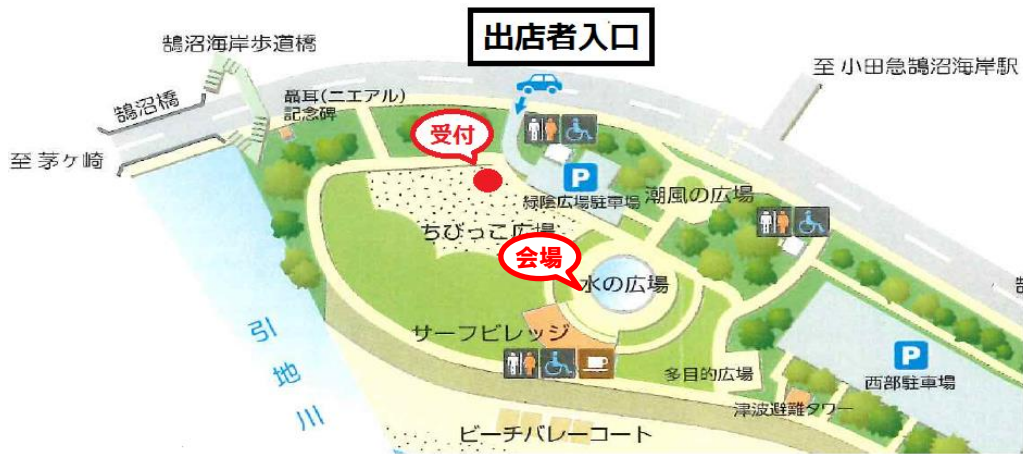 出店者入口
鵠沼海岸歩道橋
至 小田急鵠沼海岸駅
聶耳(ニエアル)
記念碑
鵠沼橋
受付
至 茅ヶ崎
P
緑陰広場駐車場
潮風の広場
ちびっこ広場
会場
水の広場
サーフビレッジ
引地川
P
西部駐車場
多目的広場
津波避難タワー
ビーチバレーコート